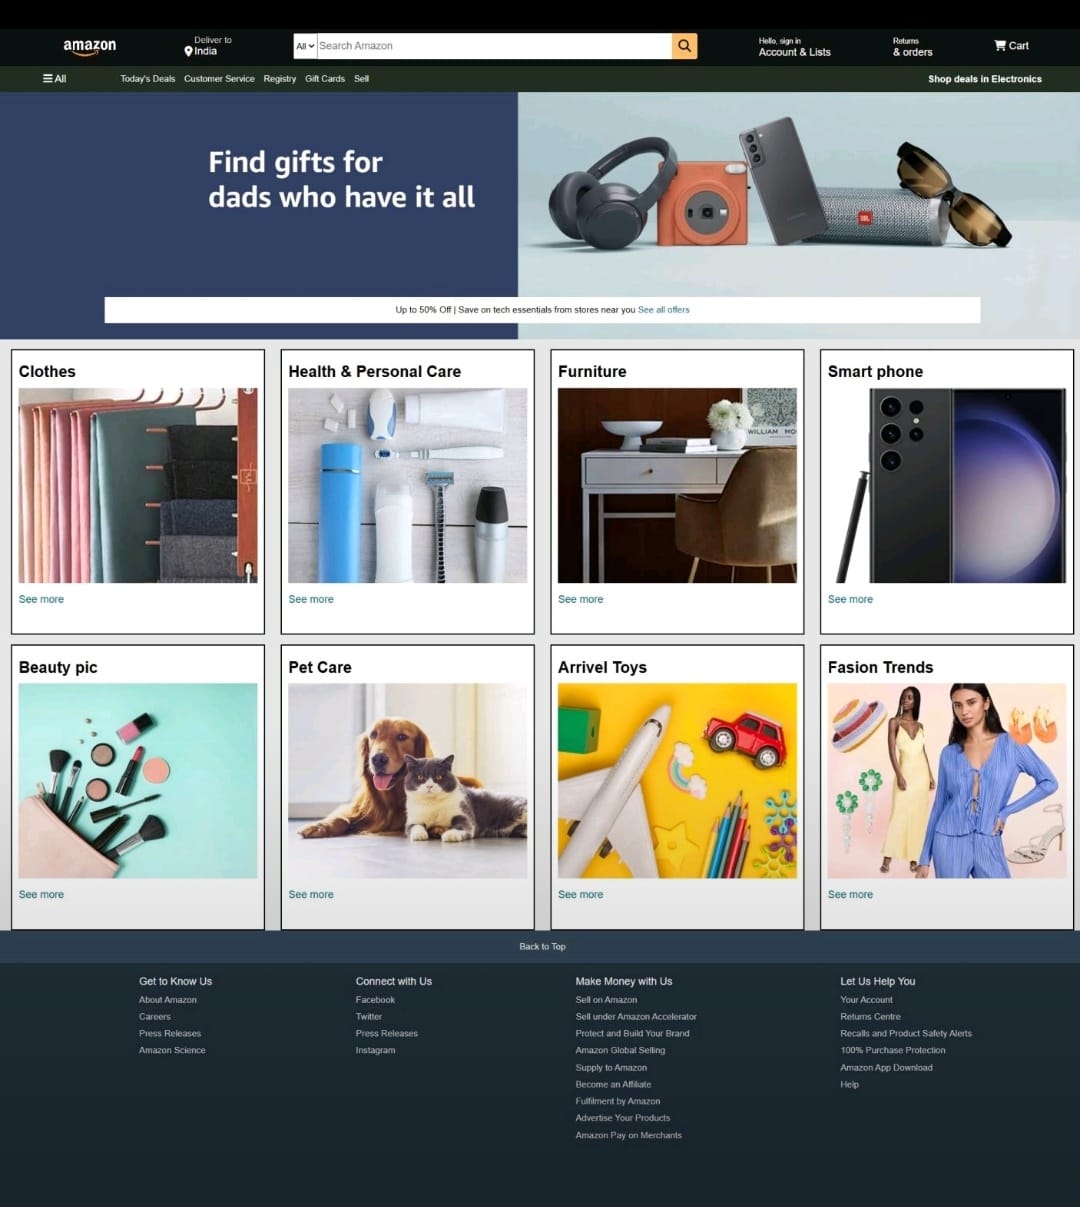 amazon
Deliver to
India
All
Search Amazon
Hello, sign in
Account & Lists
Returns
& orders
Cart
All
Today's Deals Customer Service Registry Gift Cards Sell
Shop deals in Electronics
Find gifts for
dads who have it all
JBL
Up to 50% Off | Save on tech essentials from stores near you See all offers
Clothes
See more
Health & Personal Care
See more
Furniture
WILLIAM MO
See more
Smart phone
See more
Beauty pic
See more
Pet Care
See more
Arrivel Toys
See more
Fasion Trends
See more
Back to Top
Get to Know Us
About Amazon
Careers
Press Releases
Amazon Science
Connect with Us
Facebook
Twitter
Press Releases
Instagram
Make Money with Us
Sell on Amazon
Sell under Amazon Accelerator
Protect and Build Your Brand
Amazon Global Selling
Supply to Amazon
Become an Affiliate
Fulfilment by Amazon
Advertise Your Products
Amazon Pay on Merchants
Let Us Help You
Your Account
Returns Centre
Recalls and Product Safety Alerts
100% Purchase Protection
Amazon App Download
Help